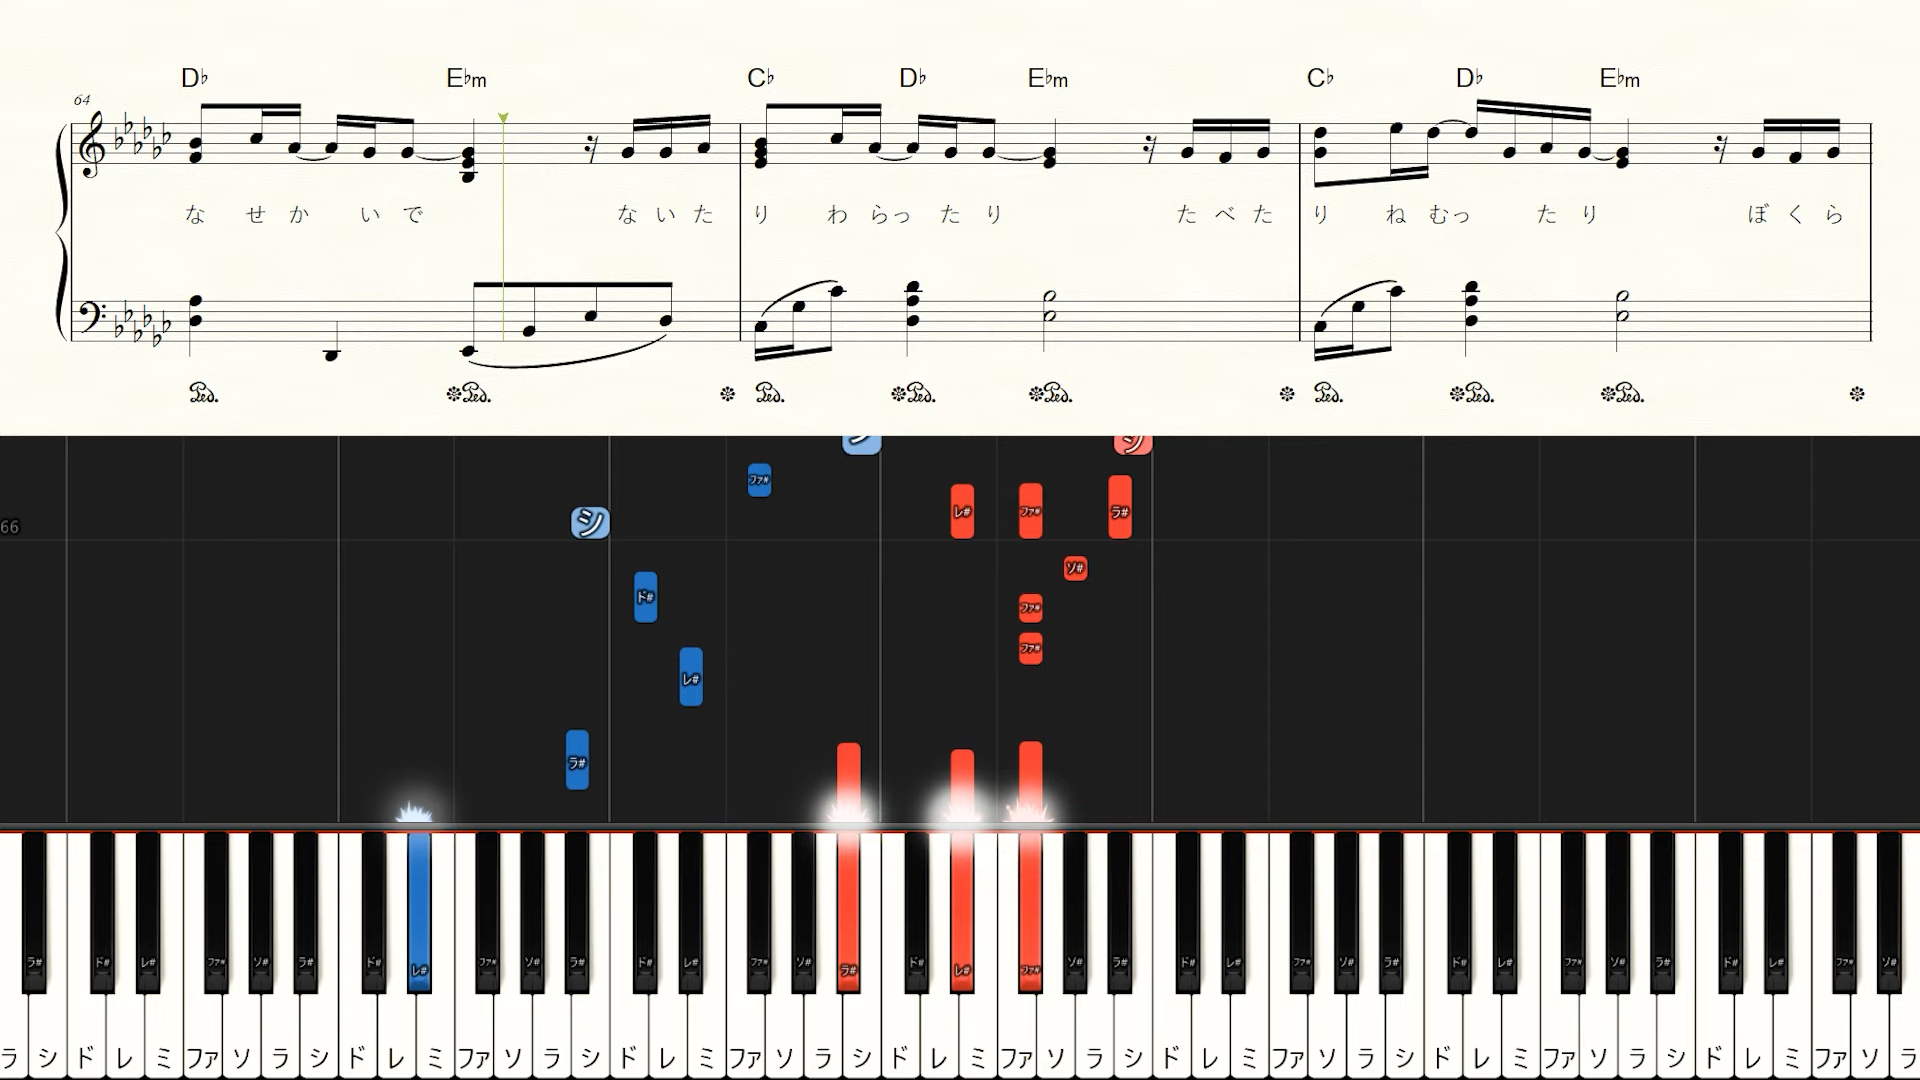 D♭ E♭m C♭ D♭ E♭m C♭ D♭ E♭m
64
な せ か い で な い た り わ ら っ た り た べ た り ね む っ た り ぼ く ら
Ped. Ped. Ped. Ped. Ped. Ped. Ped. Ped.
シ シ
ファ#
レ# ファ# ラ#
66 シ
ソ#
ド# ファ#
ファ#
レ#
ラ#
ラ# ド# レ# ファ# ソ# ラ# ド# レ# ファ# ソ# ラ# ド# レ# ファ# ソ# ラ# ド# レ# ファ# ソ# ラ# ド# レ# ファ# ソ# ラ# ド# レ# ファ# ソ# ラ# ド# レ# ファ# ソ#
ラ シ ド レ ミ ファ ソ ラ シ ド レ ミ ファ ソ ラ シ ド レ ミ ファ ソ ラ シ ド レ ミ ファ ソ ラ シ ド レ ミ ファ ソ ラ シ ド レ ミ ファ ソ ラ シ ド レ ミ ファ ソ ラ